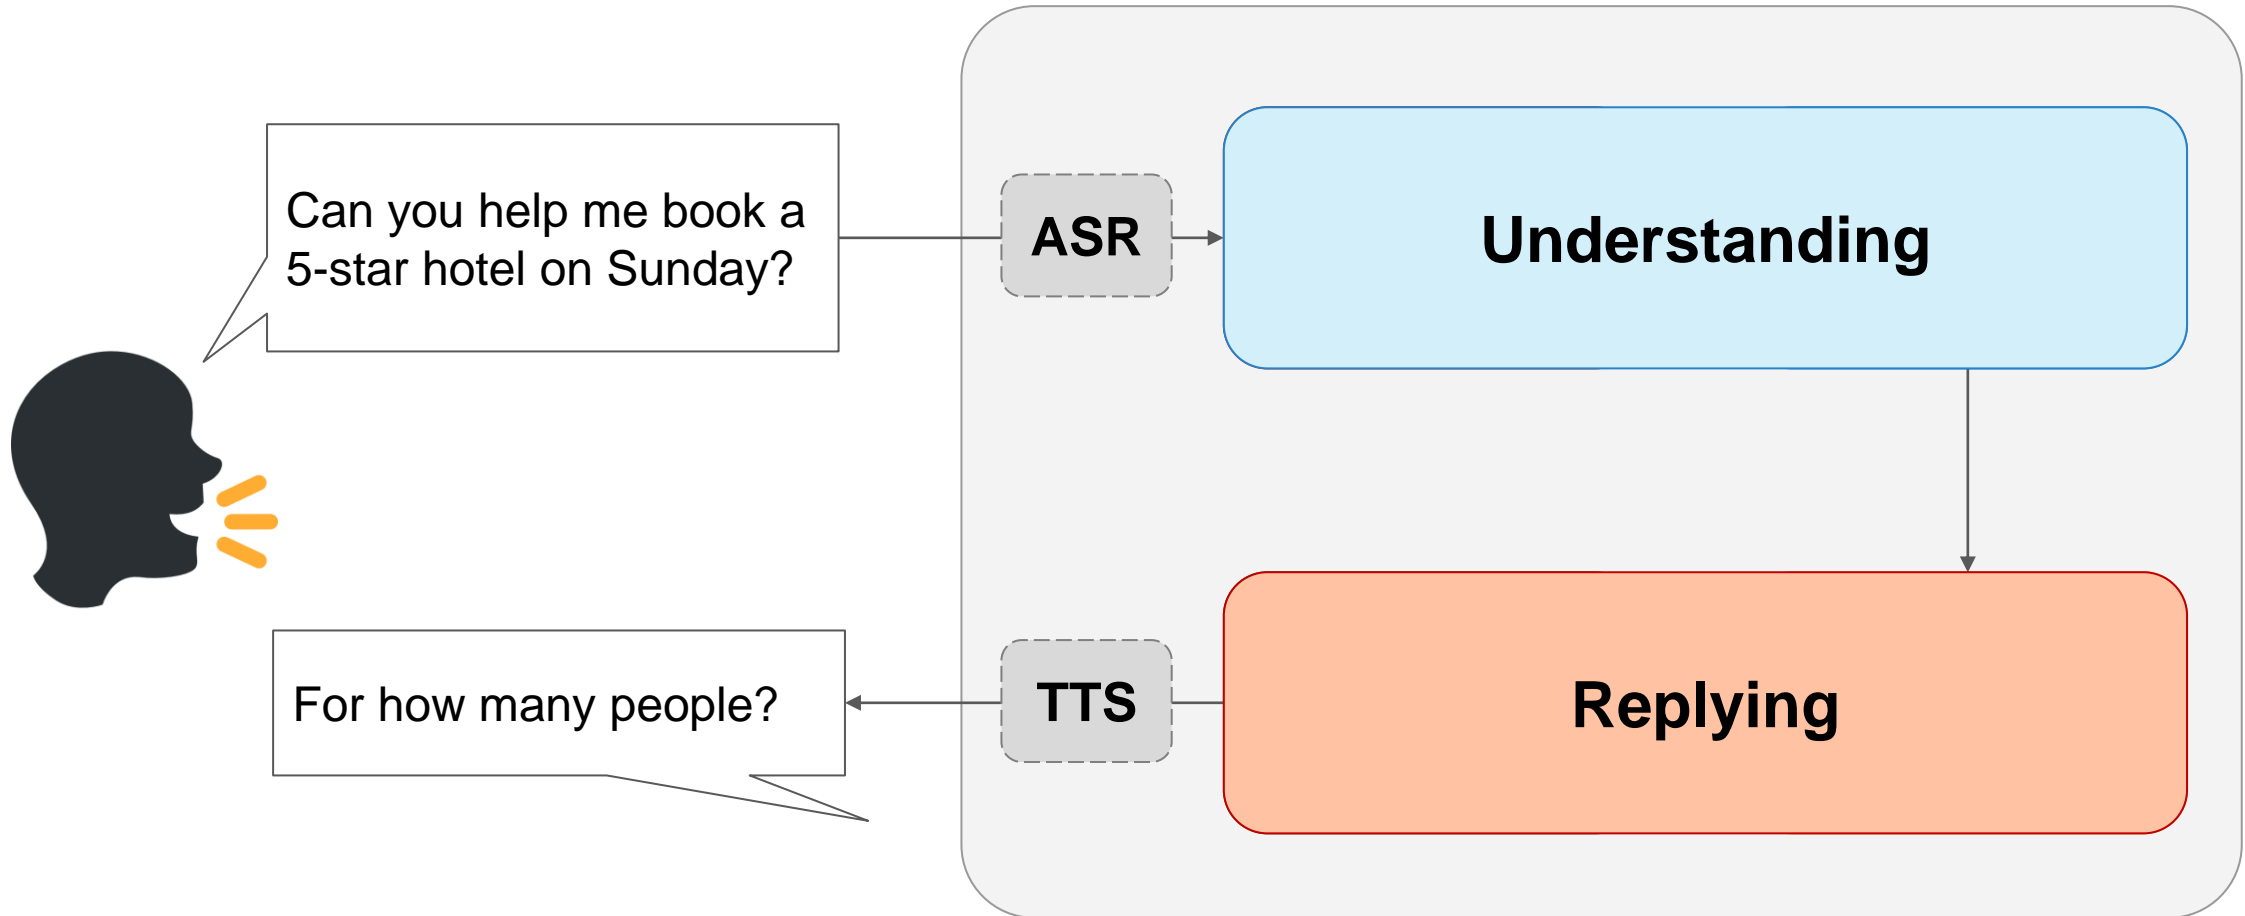 Can you help me book a
5-star hotel on Sunday?
ASR
Understanding
For how many people?
TTS
Replying